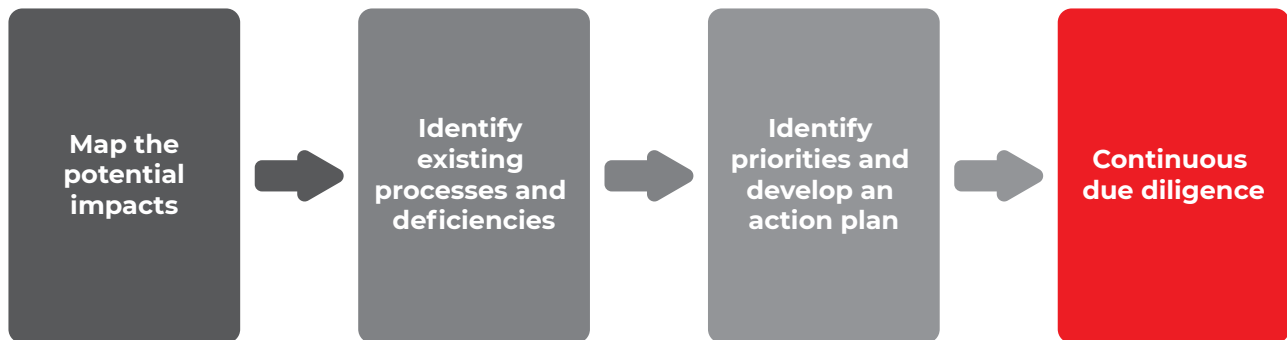 Map the
potential
impacts
Identify
existing
processes and
deficiencies
Identify
priorities and
develop an
action plan
Continuous
due diligence